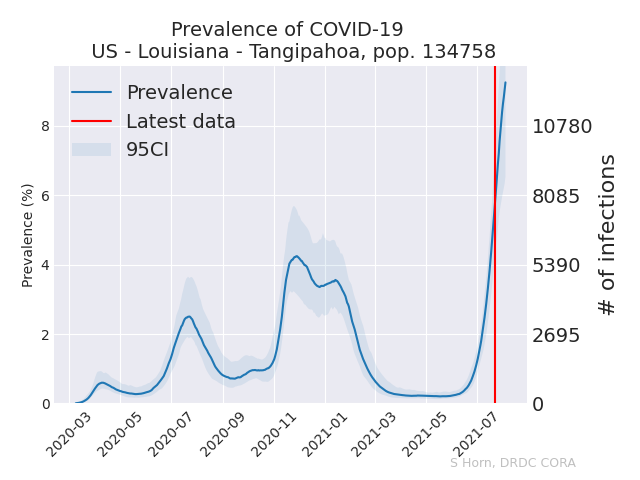 Prevalence of COVID-19
US - Louisiana - Tangipahoa, pop. 134758
Prevalence
Latest data
95CI
Prevalence (%)
8
6
4
2
0
10780
8085
5390
2695
0
# of infections
2020-03
2020-05
2020-07
2020-09
2020-11
2021-01
2021-03
2021-05
2021-07
S Horn, DRDC CORA